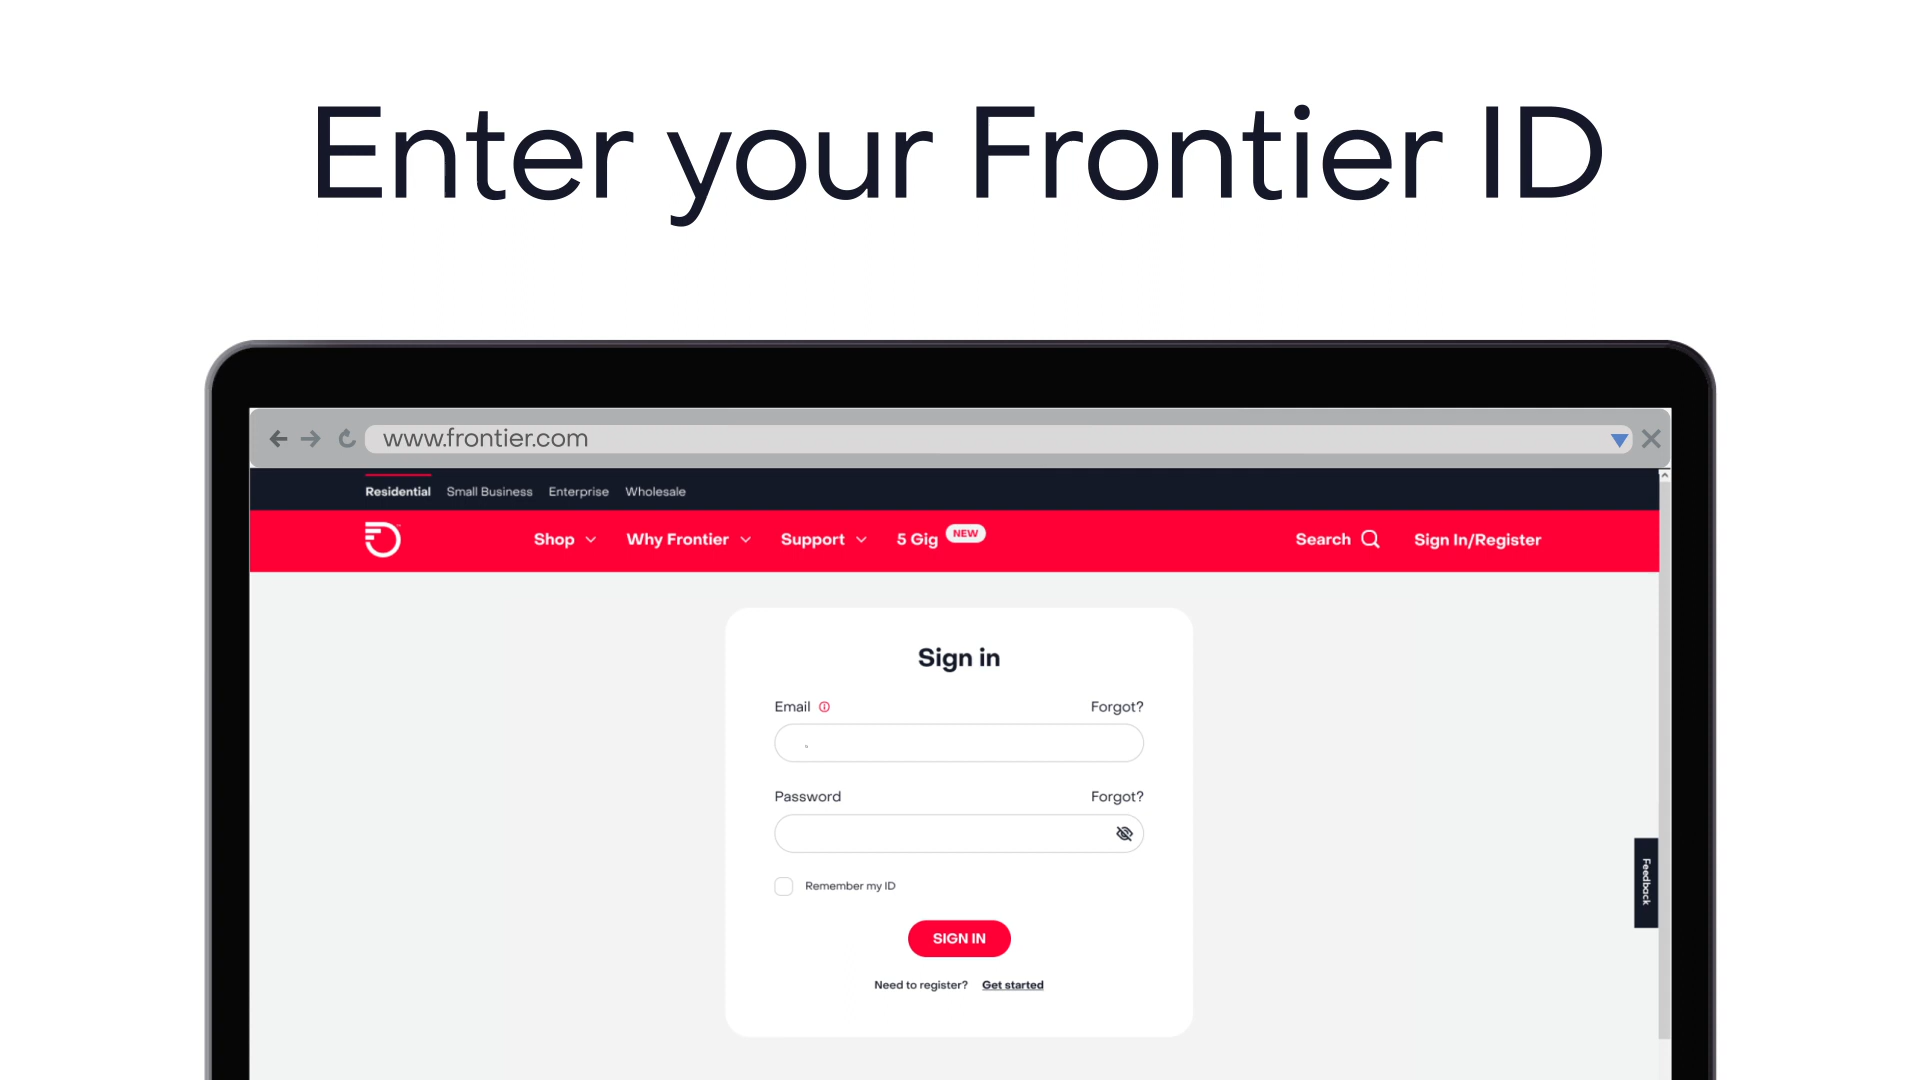 Enter your Frontier ID
www.frontier.com
Residential Small Business Enterprise Wholesale
Shop Why Frontier Support 5 Gig NEW Search Sign In/Register
Sign in
Email Forgot?
Password Forgot?
Remember my ID
SIGN IN
Need to register? Get started
Feedback